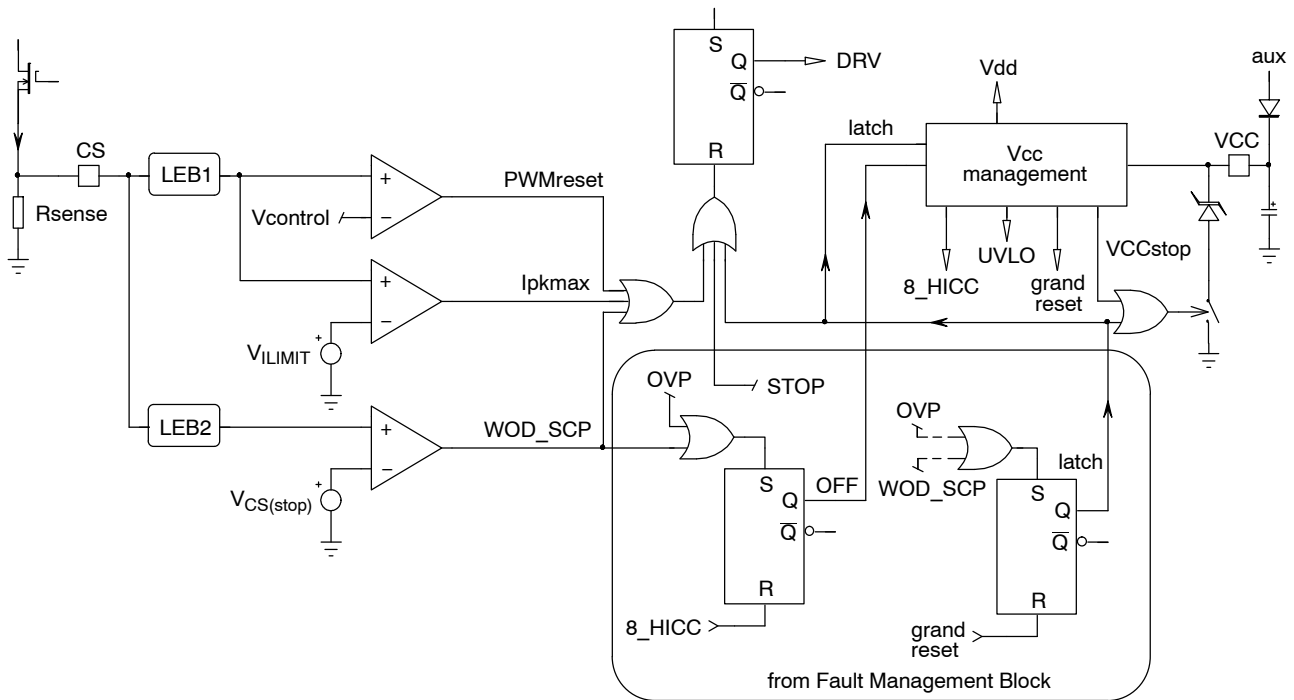 S
Q
DRV
Q
R
aux
Vdd
latch
VCC
Vcc
management
CS
LEB1
+
−
PWMreset
Rsense
Vcontrol
UVLO
VCCstop
8_HICC
grand
reset
+
−
Ipkmax
+
VILIMIT
OVP
STOP
LEB2
+
−
WOD_SCP
OVP
WOD_SCP
latch
+
VCS(stop)
S
Q
OFF
Q
R
8_HICC
S
Q
Q
R
grand
reset
+
from Fault Management Block